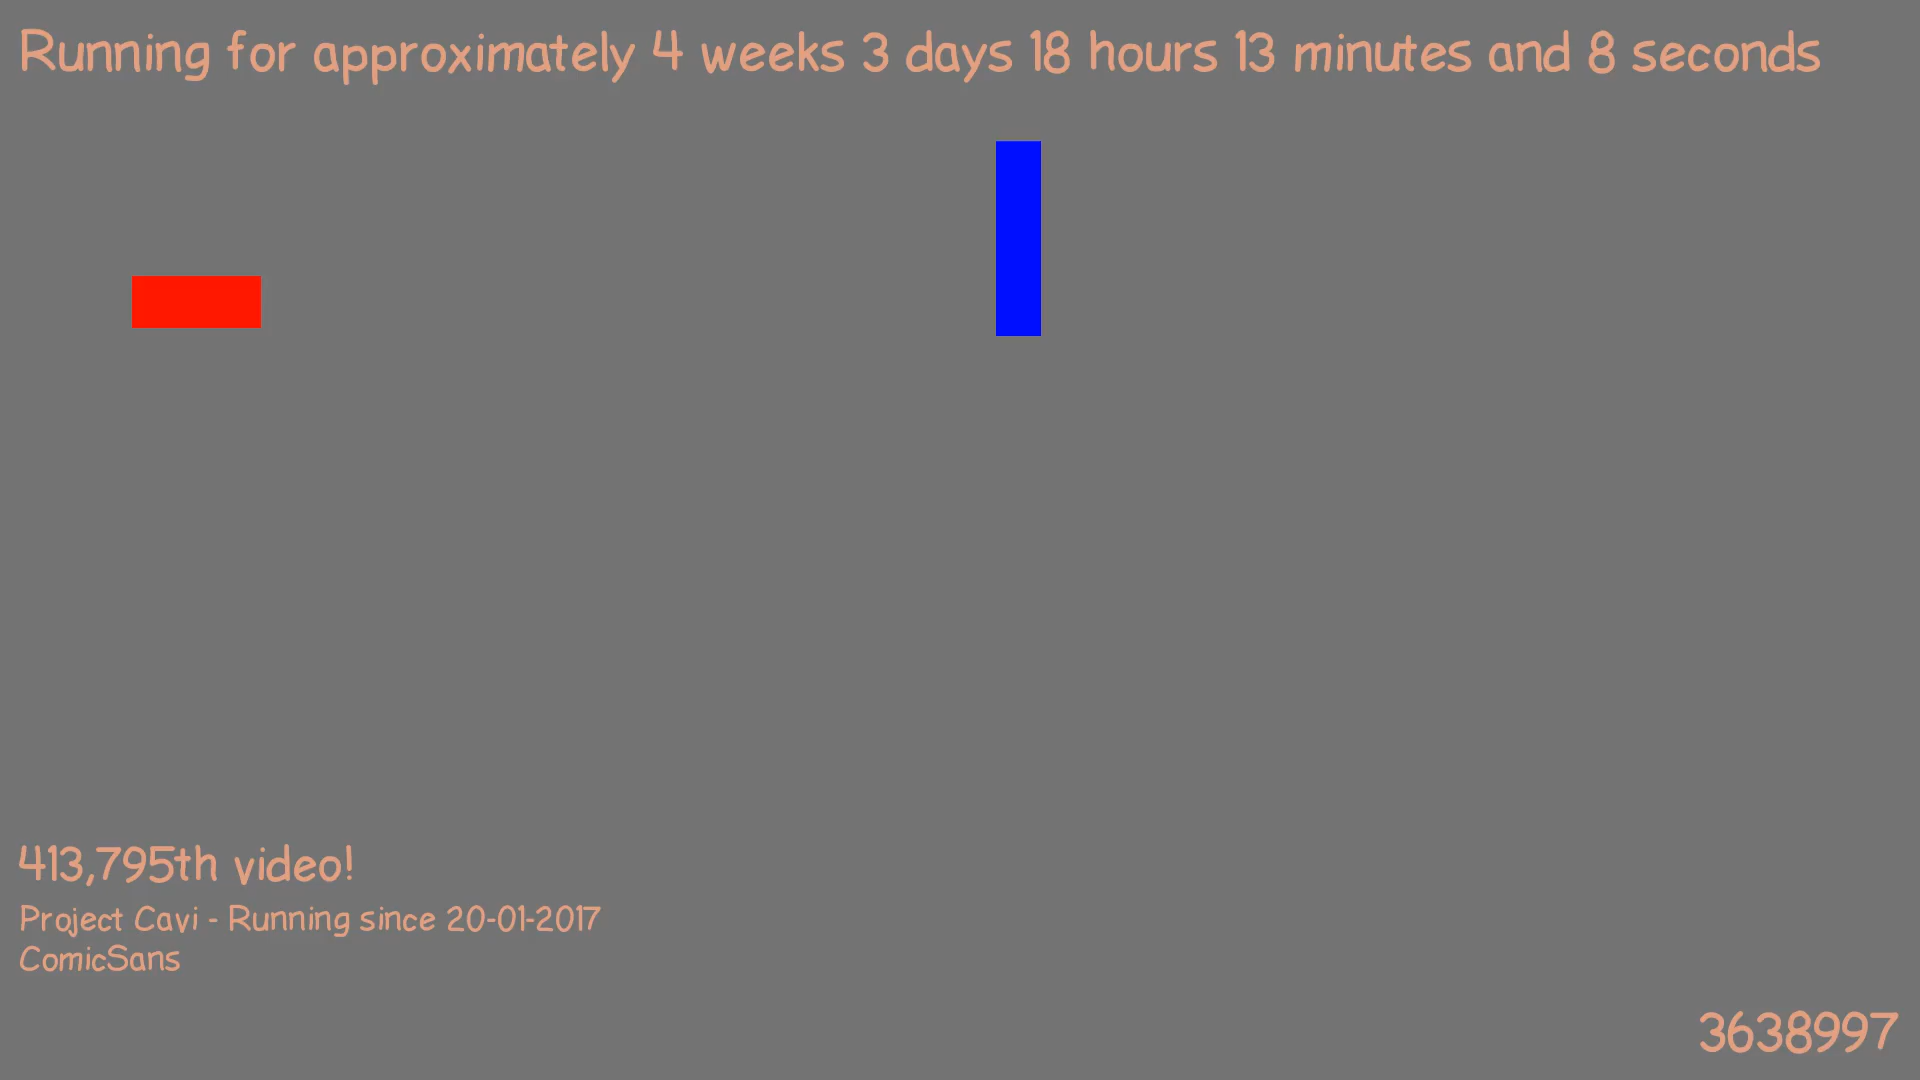 Running for approximately 4 weeks 3 days 18 hours 13 minutes and 8 seconds
413,795th video!
Project Cavi - Running since 20-01-2017
ComicSans
3638997